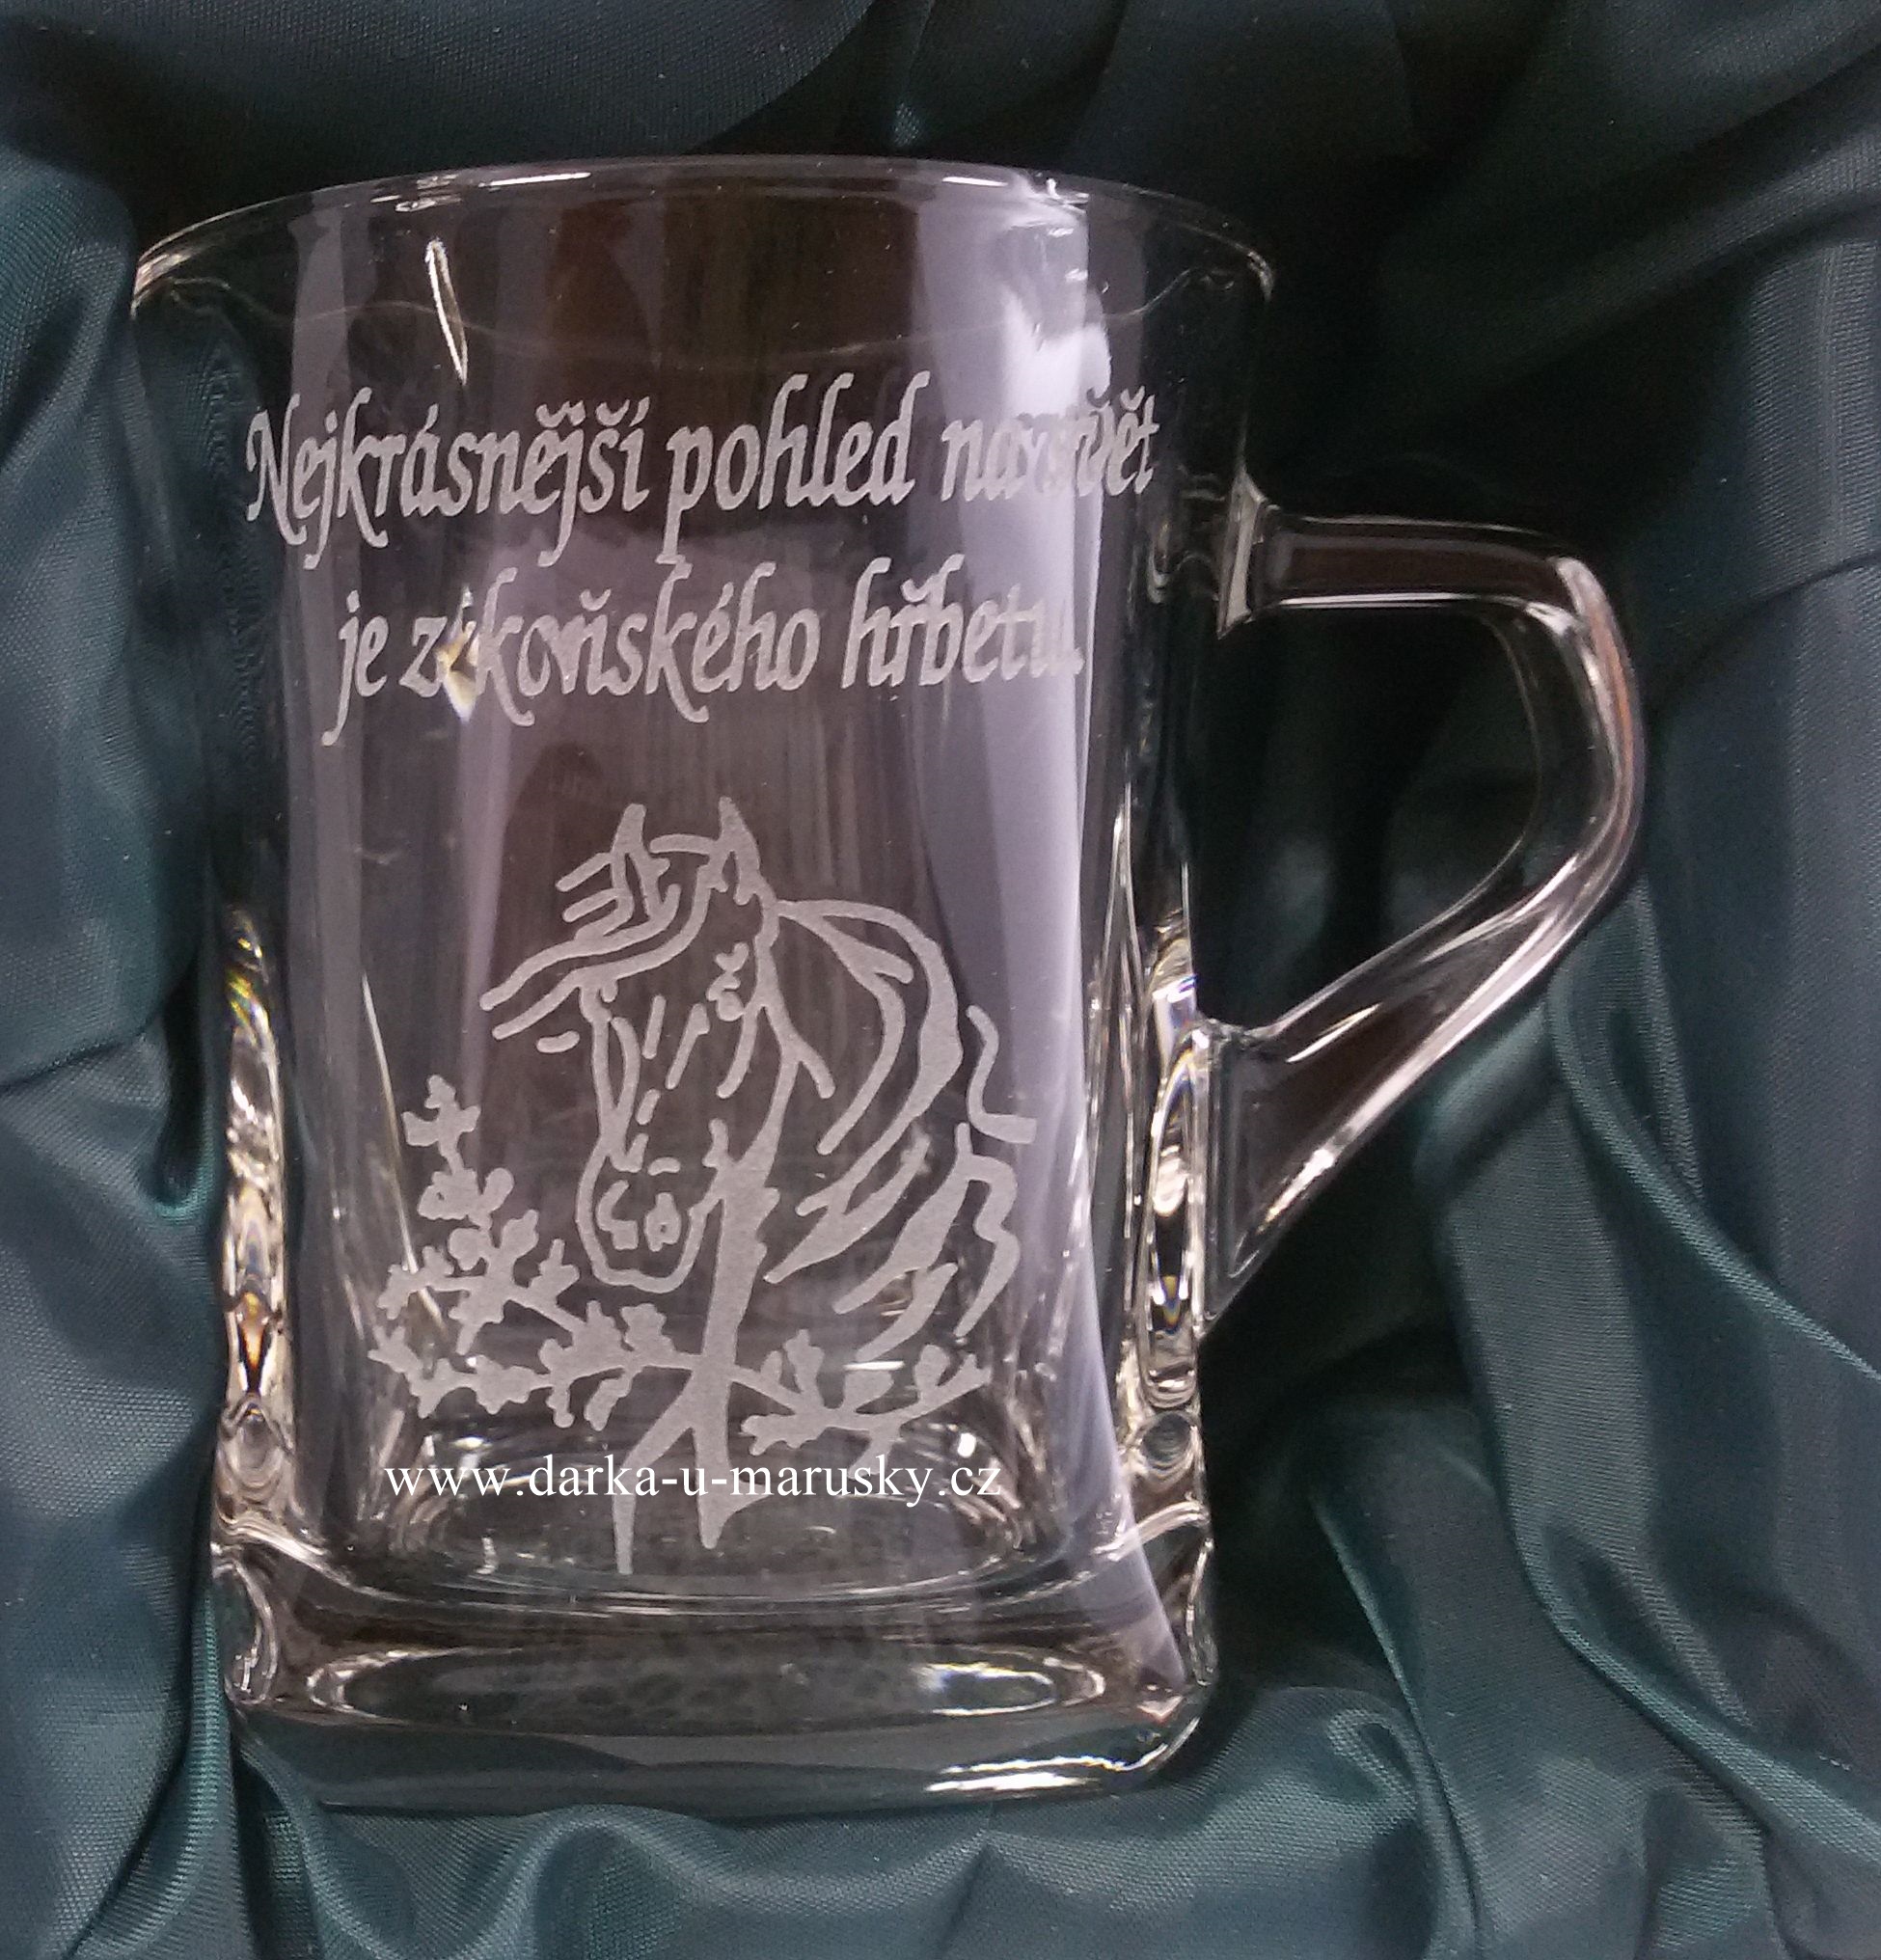 Nejkrásnější pohled na svět
je z koňského hřbetu.
www.darka-u-marusky.cz